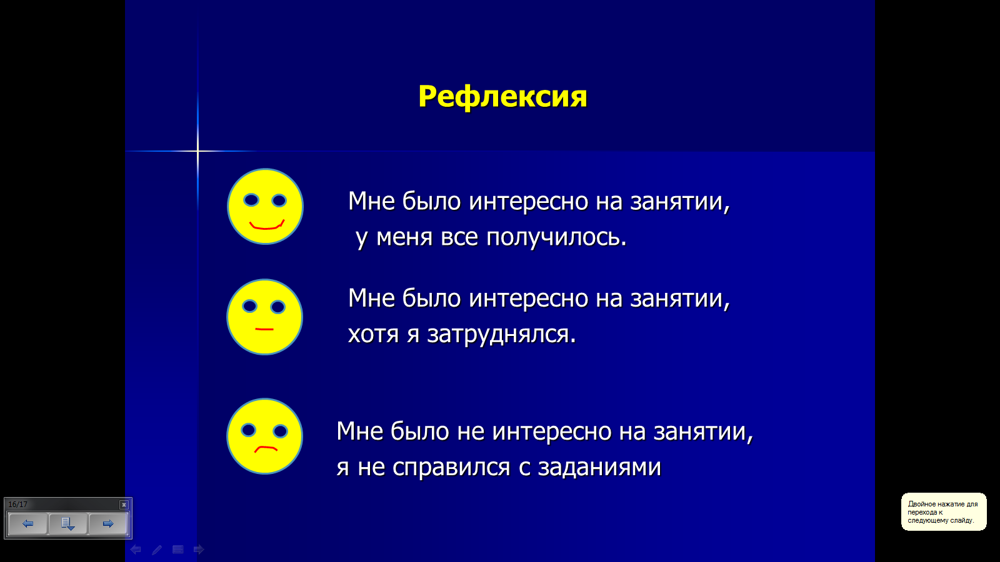 Рефлексия
Мне было интересно на занятии,
у меня все получилось.
Мне было интересно на занятии,
хотя я затруднялся.
Мне было не интересно на занятии,
я не справился с заданиями
16/17
x
Двойное нажатие для
перехода к
следующему слайду.